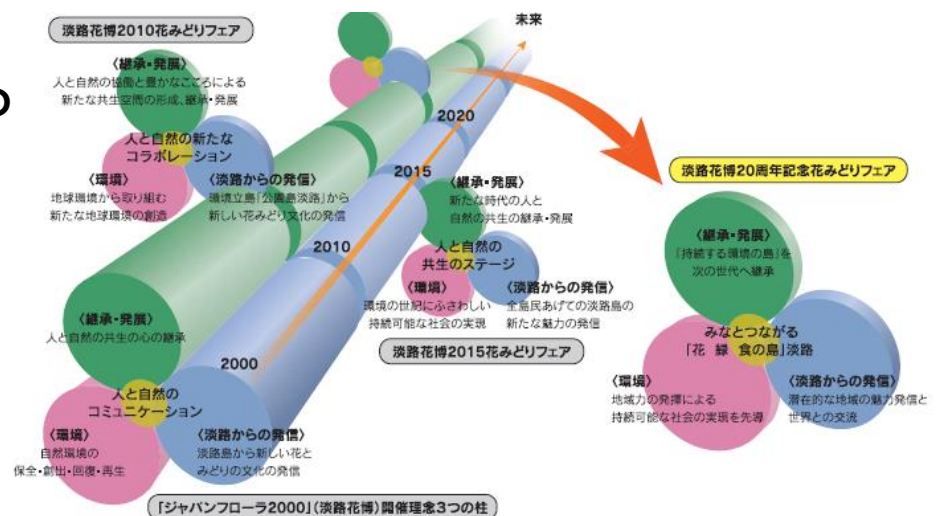 淡路花博2010花みどりフェア
〈継承・発展〉
人と自然の協働と豊かなこころによる
新たな共生空間の形成、継承・発展
人と自然の新たな
コラボレーション
〈環境〉
地球環境から取り組む
新たな地球環境の創造
〈淡路からの発信〉
環境立島「公園島淡路」から
新しい花みどり文化の発信
未来
2020
2015
2010
2000
〈継承・発展〉
新たな時代の人と
自然の共生の継承・発展
人と自然の
共生のステージ
〈環境〉
環境の世紀にふさわしい
持続可能な社会の実現
〈淡路からの発信〉
全島民あげての淡路島の
新たな魅力の発信
淡路花博2015花みどりフェア
〈継承・発展〉
人と自然の共生の心の継承
人と自然の
コミュニケーション
〈環境〉
自然環境の
保全・創出・回復・再生
〈淡路からの発信〉
淡路島から新しい花と
みどりの文化の発信
「ジャパンフローラ2000」(淡路花博)開催理念3つの柱
淡路花博20周年記念花みどりフェア
〈継承・発展〉
「持続する環境の島」を
次の世代へ継承
みなとつながる
「花 緑 食の島」淡路
〈環境〉
地域力の発揮による
持続可能な社会の実現を先導
〈淡路からの発信〉
潜在的な地域の魅力発信と
世界との交流